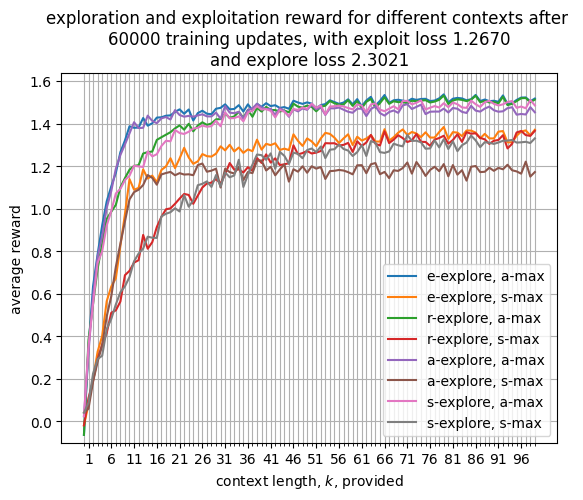 exploration and exploitation reward for different contexts after
60000 training updates, with exploit loss 1.2670
and explore loss 2.3021
1.6
1.4
1.2
1.0
0.8
0.6
0.4
0.2
0.0
average reward
e-explore, a-max
e-explore, s-max
r-explore, a-max
r-explore, s-max
a-explore, a-max
a-explore, s-max
s-explore, a-max
s-explore, s-max
1 6 11 16 21 26 31 36 41 46 51 56 61 66 71 76 81 86 91 96
context length, k, provided